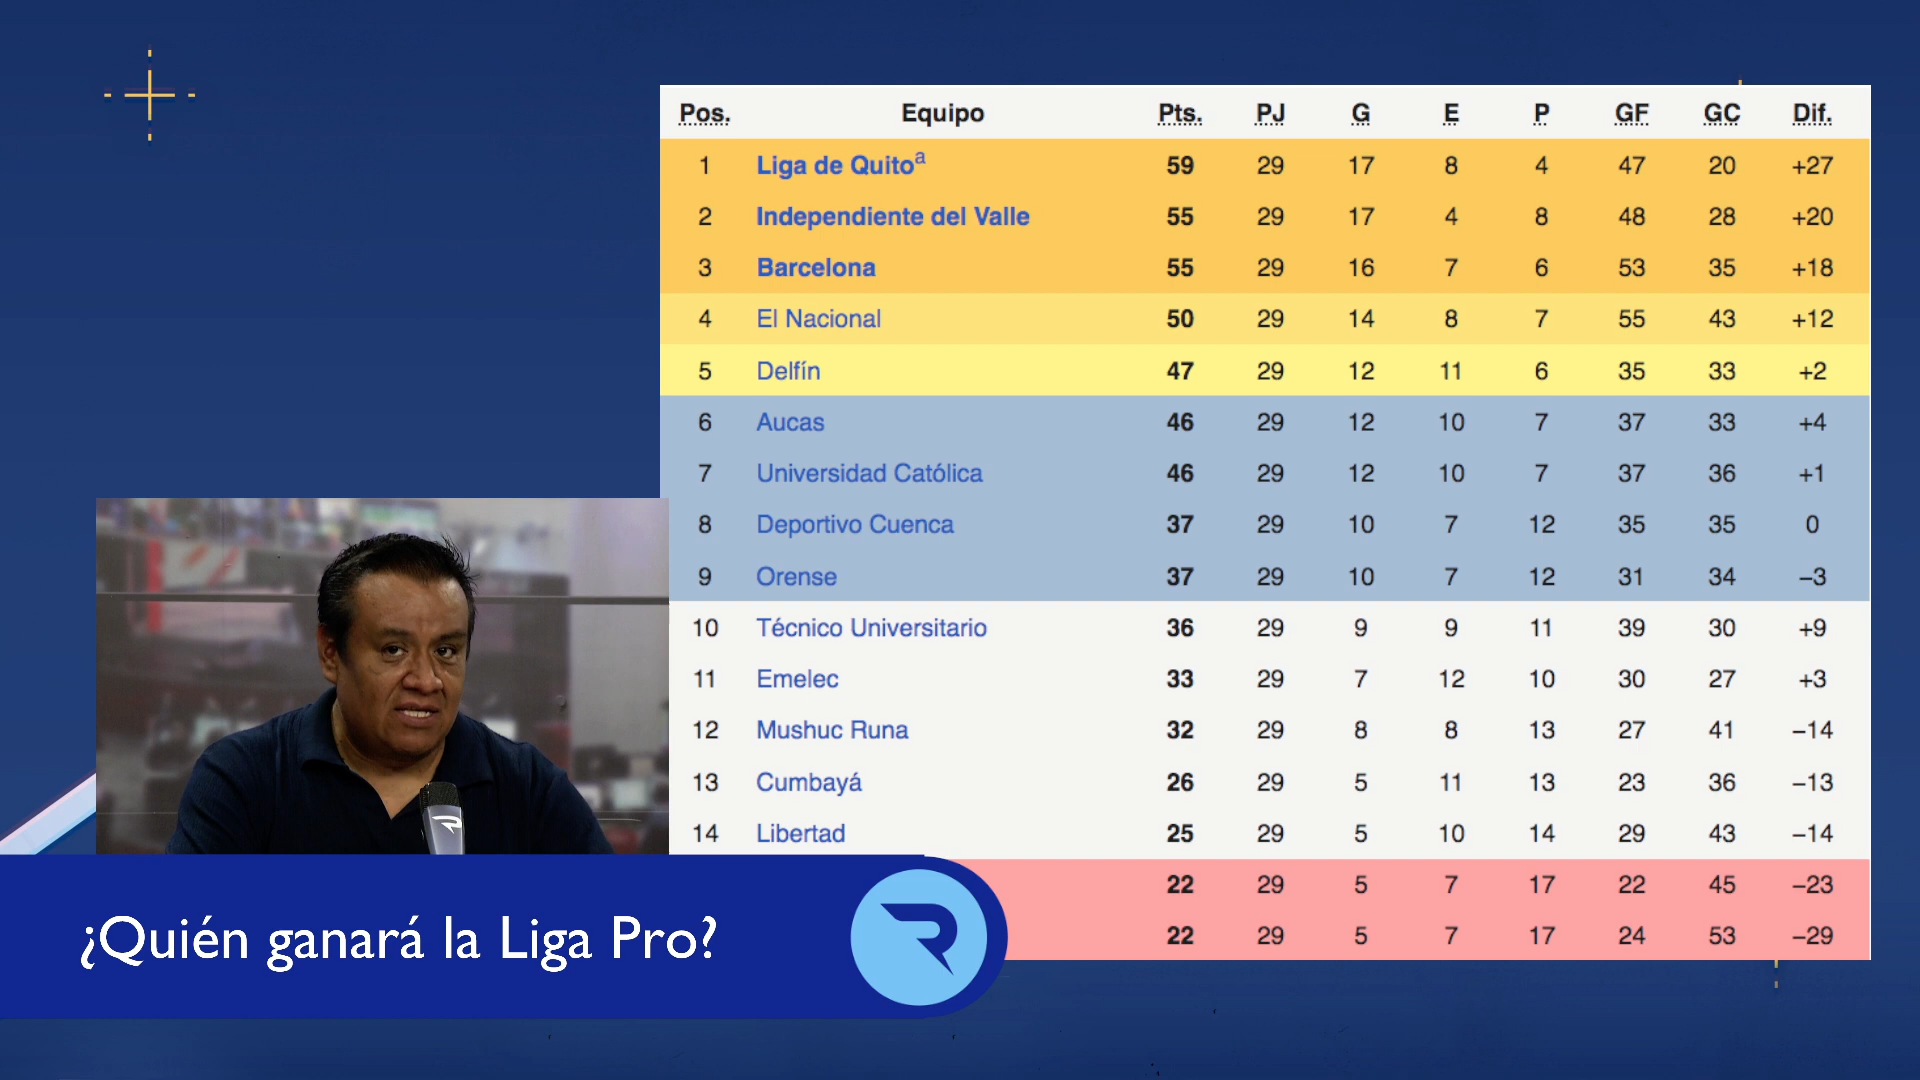 Pos. Equipo Pts. PJ G E P GF GC Dif.
1 Liga de Quitoª 59 29 17 8 4 47 20 +27
2 Independiente del Valle 55 29 17 4 8 48 28 +20
3 Barcelona 55 29 16 7 6 53 35 +18
4 El Nacional 50 29 14 8 7 55 43 +12
5 Delfín 47 29 12 11 6 35 33 +2
6 Aucas 46 29 12 10 7 37 33 +4
7 Universidad Católica 46 29 12 10 7 37 36 +1
8 Deportivo Cuenca 37 29 10 7 12 35 35 0
9 Orense 37 29 10 7 12 31 34 −3
10 Técnico Universitario 36 29 9 9 11 39 30 +9
11 Emelec 33 29 7 12 10 30 27 +3
12 Mushuc Runa 32 29 8 8 13 27 41 −14
13 Cumbayá 26 29 5 11 13 23 36 −13
14 Libertad 25 29 5 10 14 29 43 −14
22 29 5 7 17 22 45 −23
22 29 5 7 17 24 53 −29
¿Quién ganará la Liga Pro?